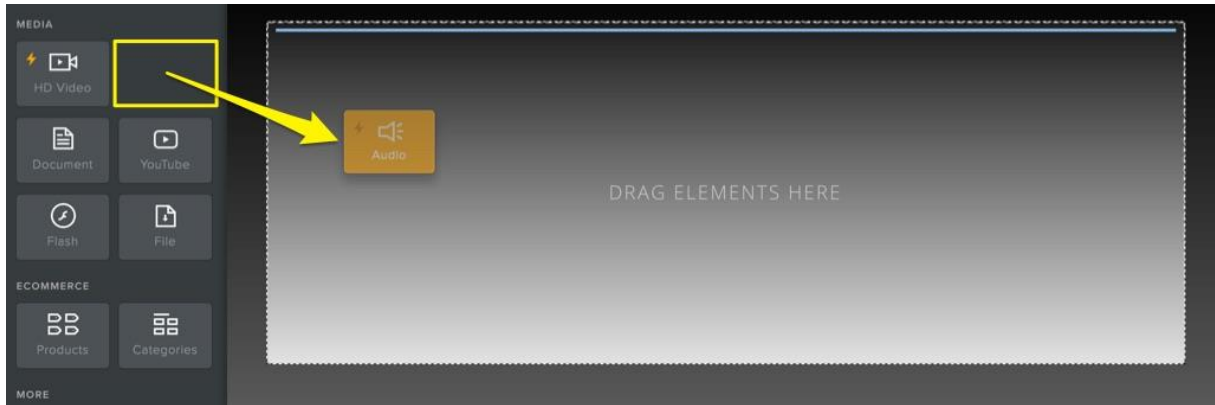 MEDIA
HD Video
Audio
Document
YouTube
DRAG ELEMENTS HERE
Flash
File
ECOMMERCE
Products
Categories
MORE